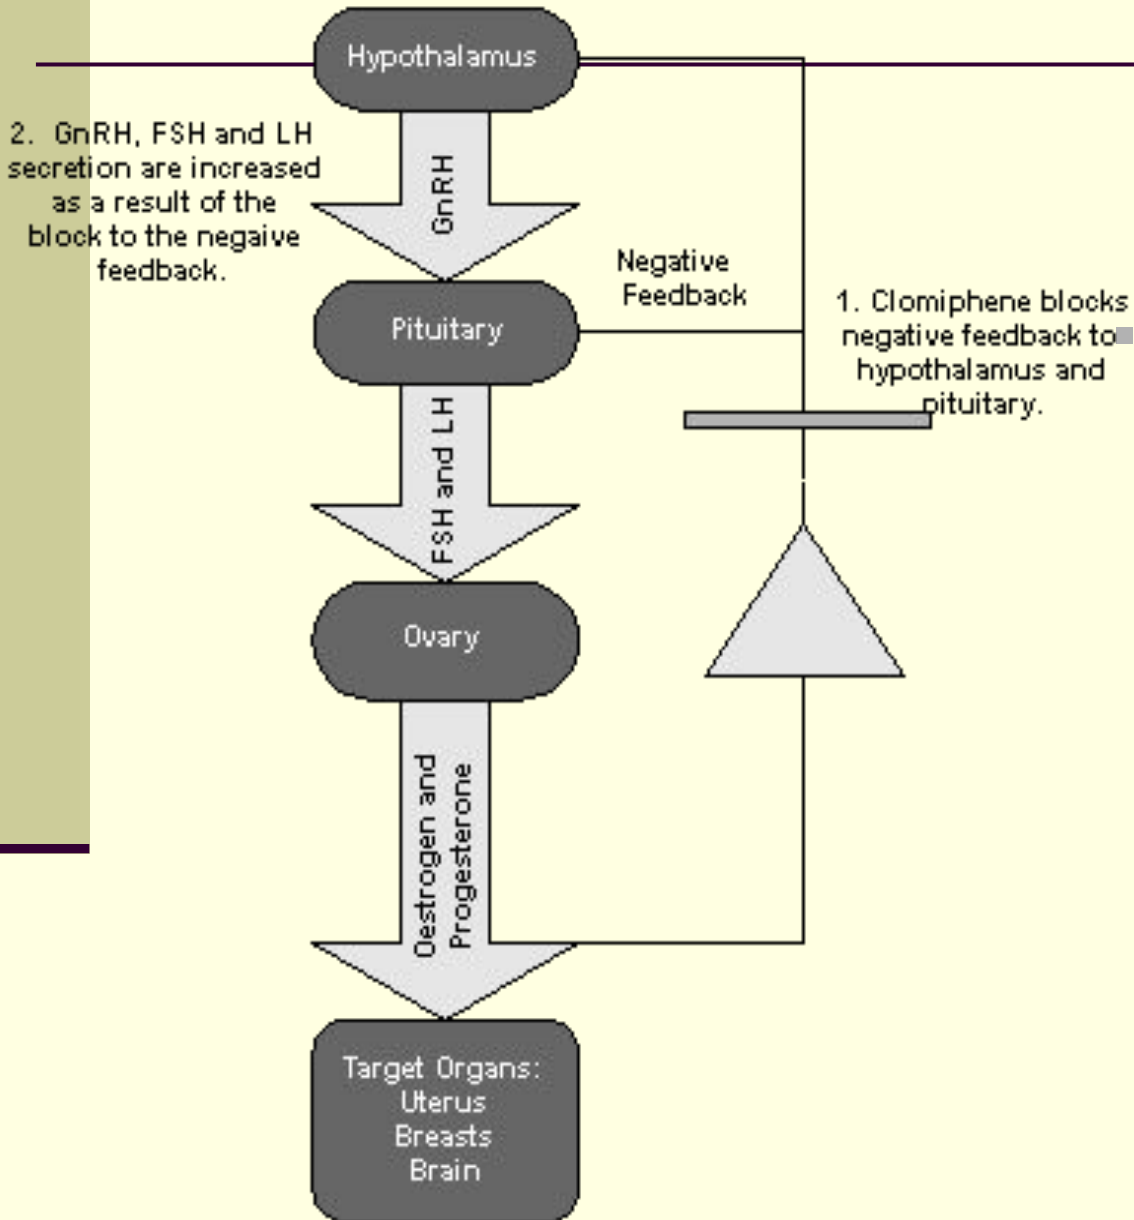 Hypothalamus
2. GnRH, FSH and LH
secretion are increased
as a result of the
block to the negaive
feedback.
GnRH
Negative
Feedback
1. Clomiphene blocks
negative feedback to
hypothalamus and
pituitary.
Pituitary
FSH and LH
Ovary
Oestrogen and
Progesterone
Target Organs:
Uterus
Breasts
Brain